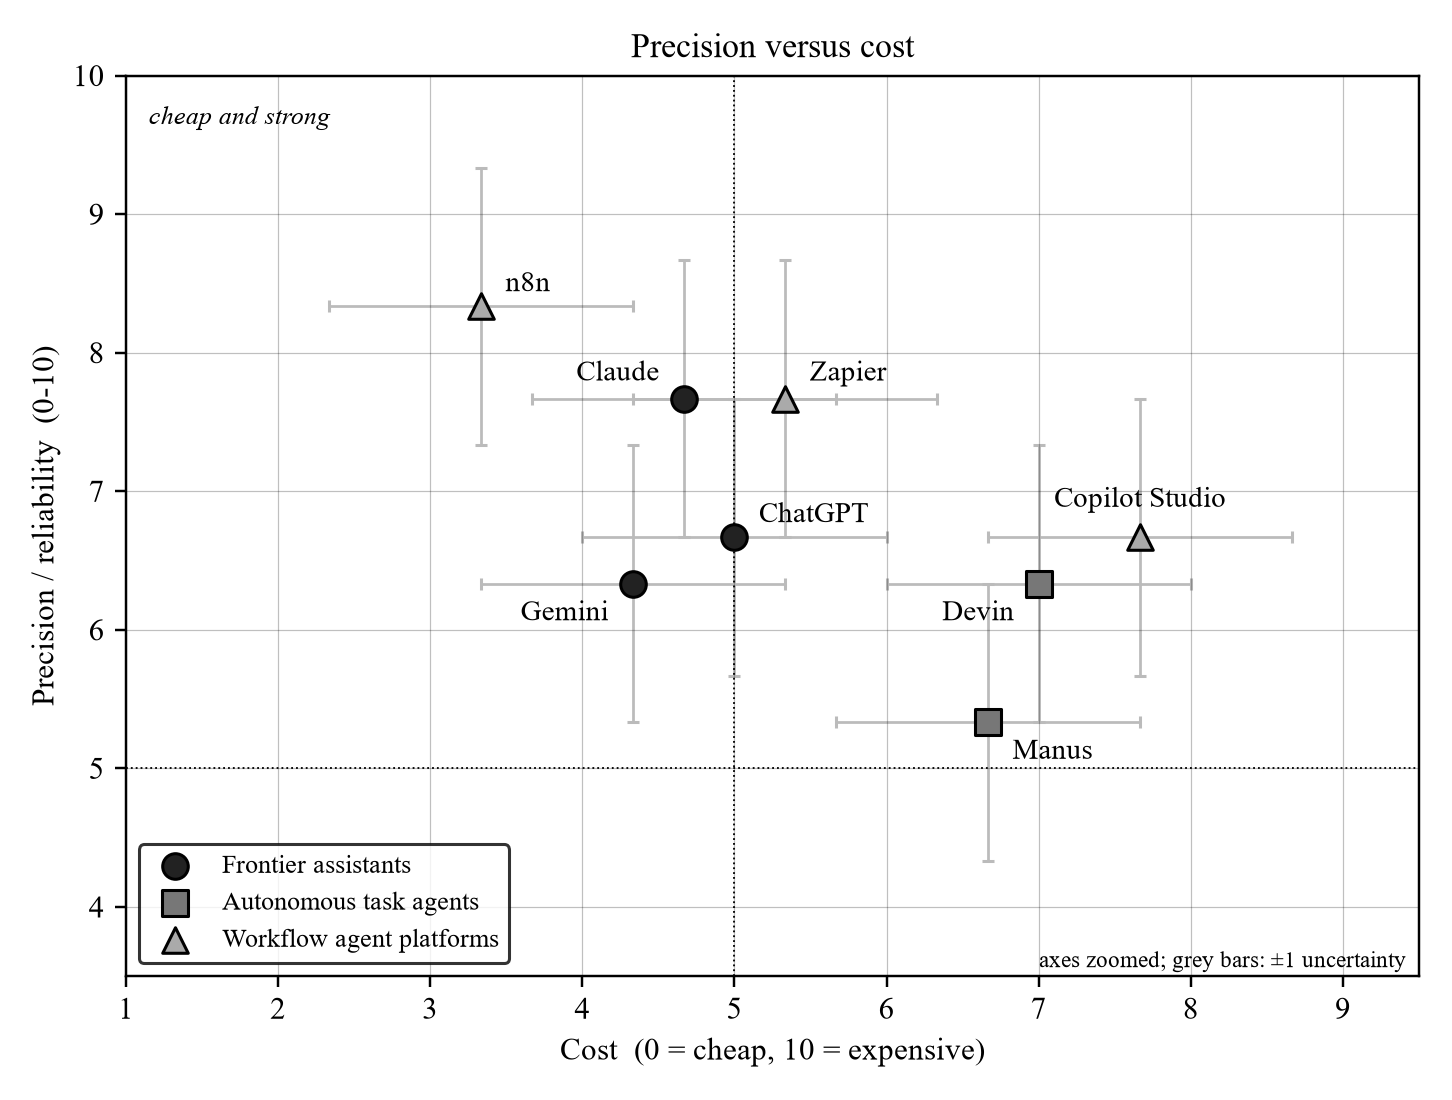 Precision versus cost
10
cheap and strong
9
n8n
8
Claude
Zapier
7
Copilot Studio
ChatGPT
Gemini
Devin
6
Manus
5
Precision / reliability (0-10)
Frontier assistants
Autonomous task agents
4
Workflow agent platforms
axes zoomed; grey bars: ±1 uncertainty
1 2 3 4 5 6 7 8 9
Cost (0 = cheap, 10 = expensive)